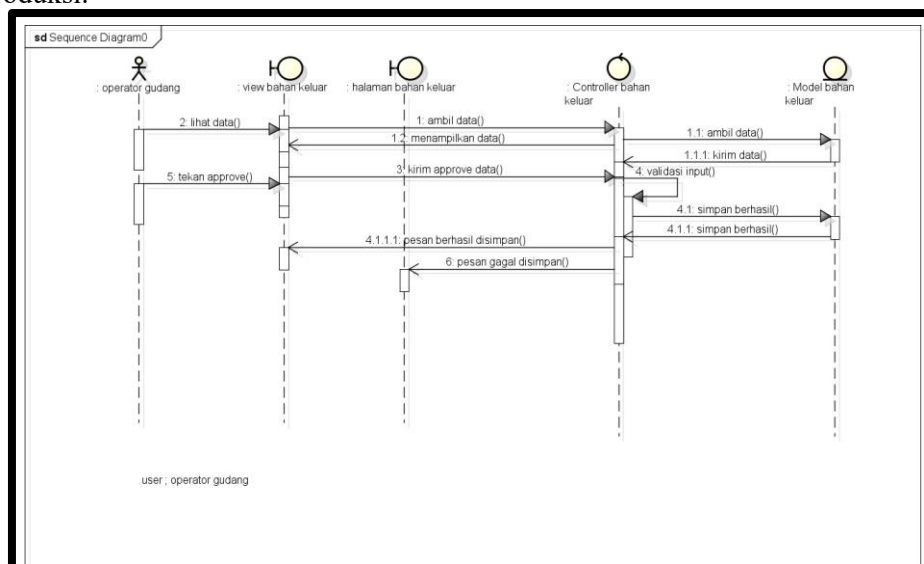 oduksi.
sd Sequence Diagram0
: operator gudang
: view bahan keluar
: halaman bahan keluar
: Controller bahan
keluar
: Model bahan
keluar
2: lihat data()
1: ambil data()
1.2: menampilkan data()
1.1: ambil data()
1.1.1: kirim data()
5: tekan approve()
3: kirim approve data()
4: validasi input()
4.1: simpan berhasil()
4.1.1: simpan berhasil()
4.1.1.1: pesan berhasil disimpan()
6: pesan gagal disimpan()
user ; operator gudang